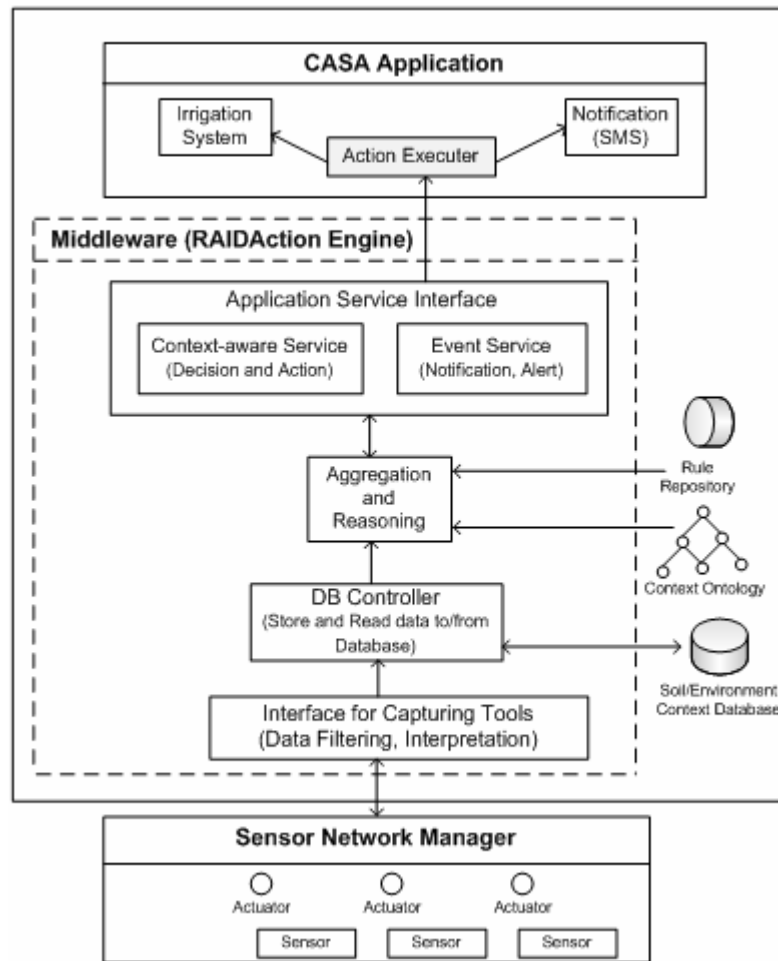 CASA Application
Irrigation
System
Notification
(SMS)
Action Executer
Middleware (RAIDAction Engine)
Application Service Interface
Context-aware Service
(Decision and Action)
Event Service
(Notification, Alert)
Aggregation
and
Reasoning
Rule
Repository
Context Ontology
DB Controller
(Store and Read data to/from
Database)
Soil/Environment
Context Database
Interface for Capturing Tools
(Data Filtering, Interpretation)
Sensor Network Manager
Actuator
Actuator
Actuator
Sensor
Sensor
Sensor